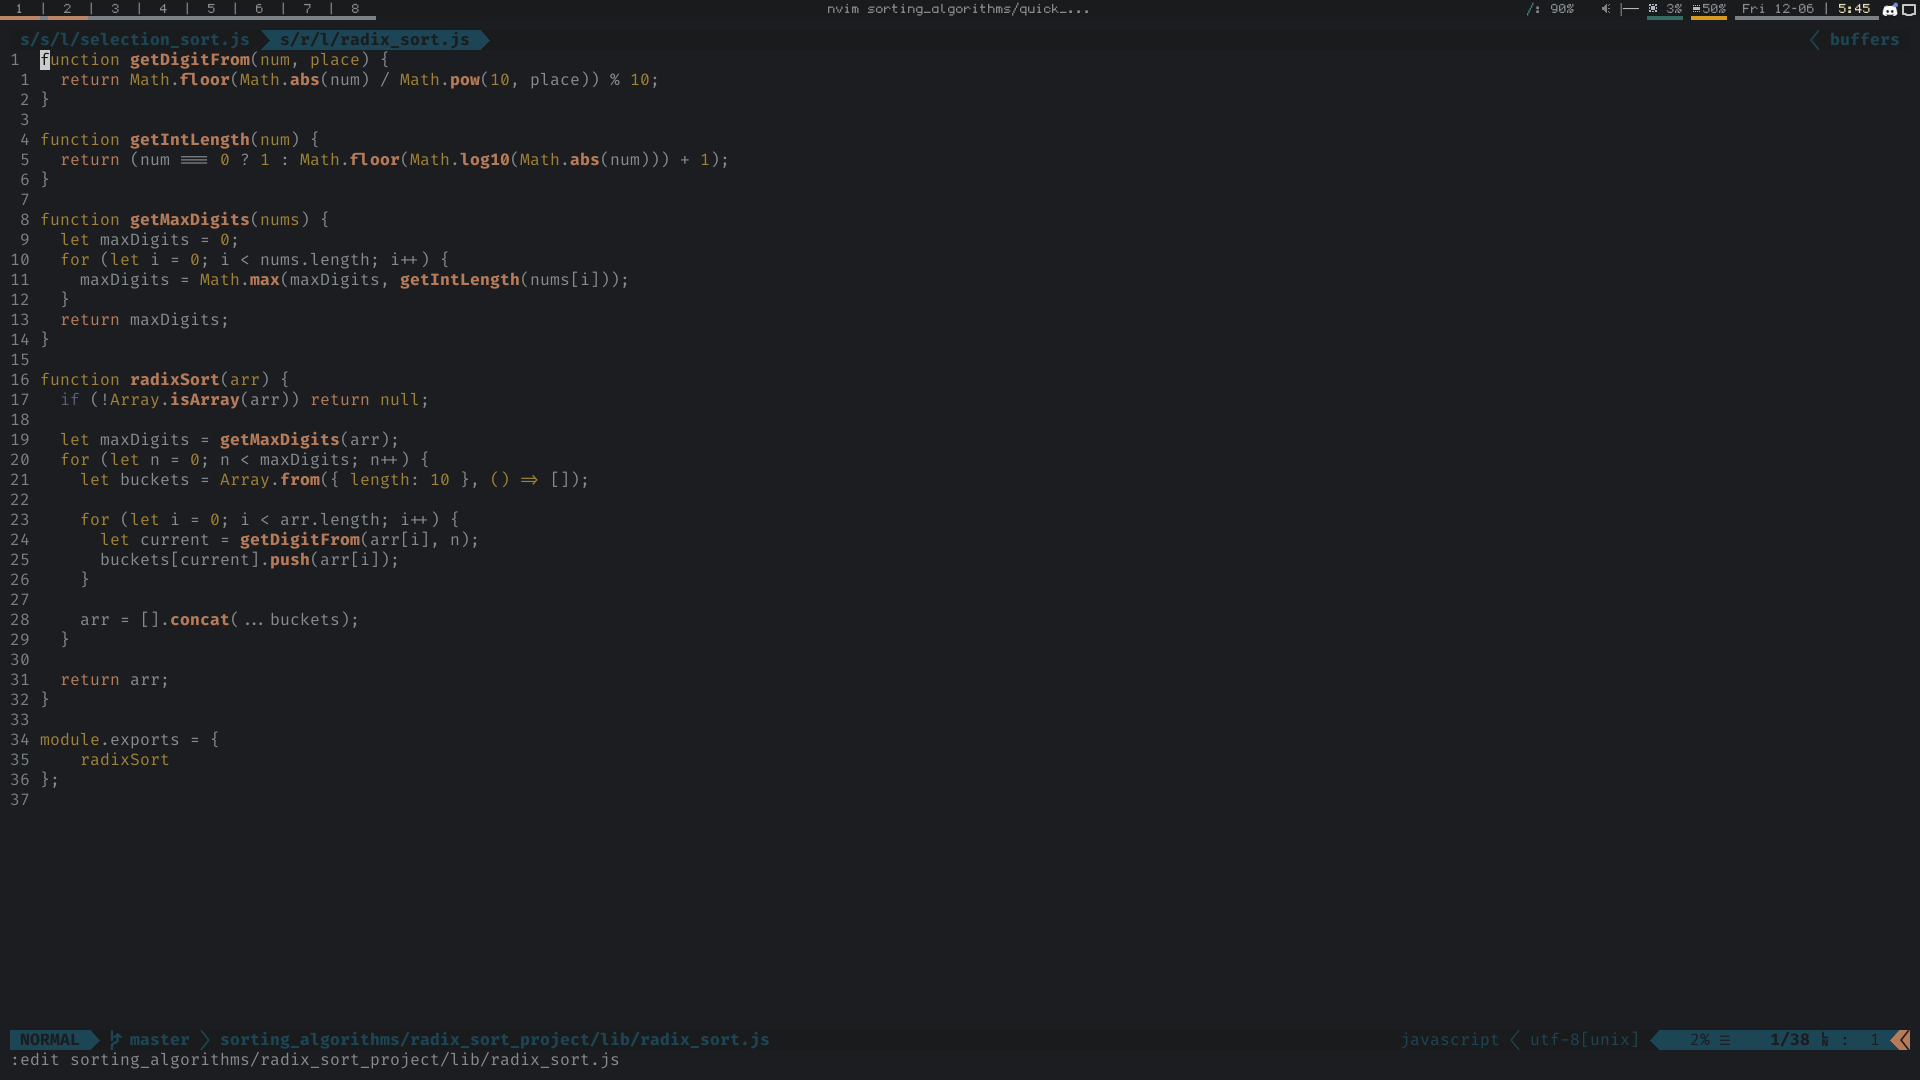 1 | 2 | 3 | 4 | 5 | 6 | 7 | 8 nvim sorting_algorithms/quick_... /: 90% 3% 50% Fri 12-06 | 5:45
s/s/l/selection_sort.js s/r/l/radix_sort.js buffers
1 function getDigitFrom(num, place) {
1 return Math.floor(Math.abs(num) / Math.pow(10, place)) % 10;
2 }
3
4 function getIntLength(num) {
5 return (num === 0 ? 1 : Math.floor(Math.log10(Math.abs(num))) + 1);
6 }
7
8 function getMaxDigits(nums) {
9 let maxDigits = 0;
10 for (let i = 0; i < nums.length; i++) {
11 maxDigits = Math.max(maxDigits, getIntLength(nums[i]));
12 }
13 return maxDigits;
14 }
15
16 function radixSort(arr) {
17 if (!Array.isArray(arr)) return null;
18
19 let maxDigits = getMaxDigits(arr);
20 for (let n = 0; n < maxDigits; n++) {
21 let buckets = Array.from({ length: 10 }, () => []);
22
23 for (let i = 0; i < arr.length; i++) {
24 let current = getDigitFrom(arr[i], n);
25 buckets[current].push(arr[i]);
26 }
27
28 arr = [].concat(...buckets);
29 }
30
31 return arr;
32 }
33
34 module.exports = {
35 radixSort
36 };
37
NORMAL master sorting_algorithms/radix_sort_project/lib/radix_sort.js javascript utf-8[unix] 2% ☰ 1/38 : 1
:edit sorting_algorithms/radix_sort_project/lib/radix_sort.js